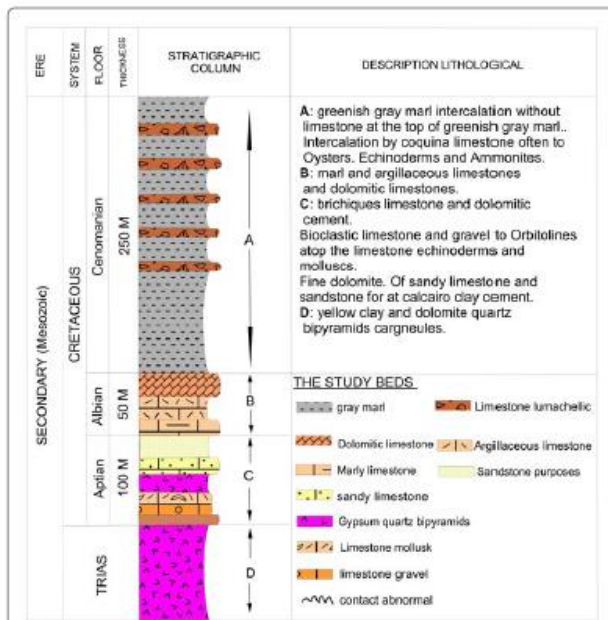 ERE
SYSTEM
FLOOR
THICKNESS
STRATIGRAPHIC
COLUMN
DESCRIPTION LITHOLOGICAL
SECONDARY (Mesozoic)
CRETACEOUS
Cenomanian
250 M
A
Albian
50 M
B
Aptian
100 M
C
TRIAS
D
A: greenish gray marl intercalation without
limestone at the top of greenish gray marl..
Intercalation by coquina limestone often to
Oysters. Echinoderms and Ammonites.
B: marl and argillaceous limestones
and dolomitic limestones.
C: brichiques limestone and dolomitic
cement.
Bioclastic limestone and gravel to Orbitolines
atop the limestone echinoderms and
molluscs.
Fine dolomite. Of sandy limestone and
sandstone for at calcairo clay cement.
D: yellow clay and dolomite quartz
bipyramids cargneules.
THE STUDY BEDS
gray marl
Limestone lumachellic
Dolomitic limestone
Argillaceous limestone
Marly limestone
Sandstone purposes
sandy limestone
Gypsum quartz bipyramids
Limestone mollusk
limestone gravel
contact abnormal